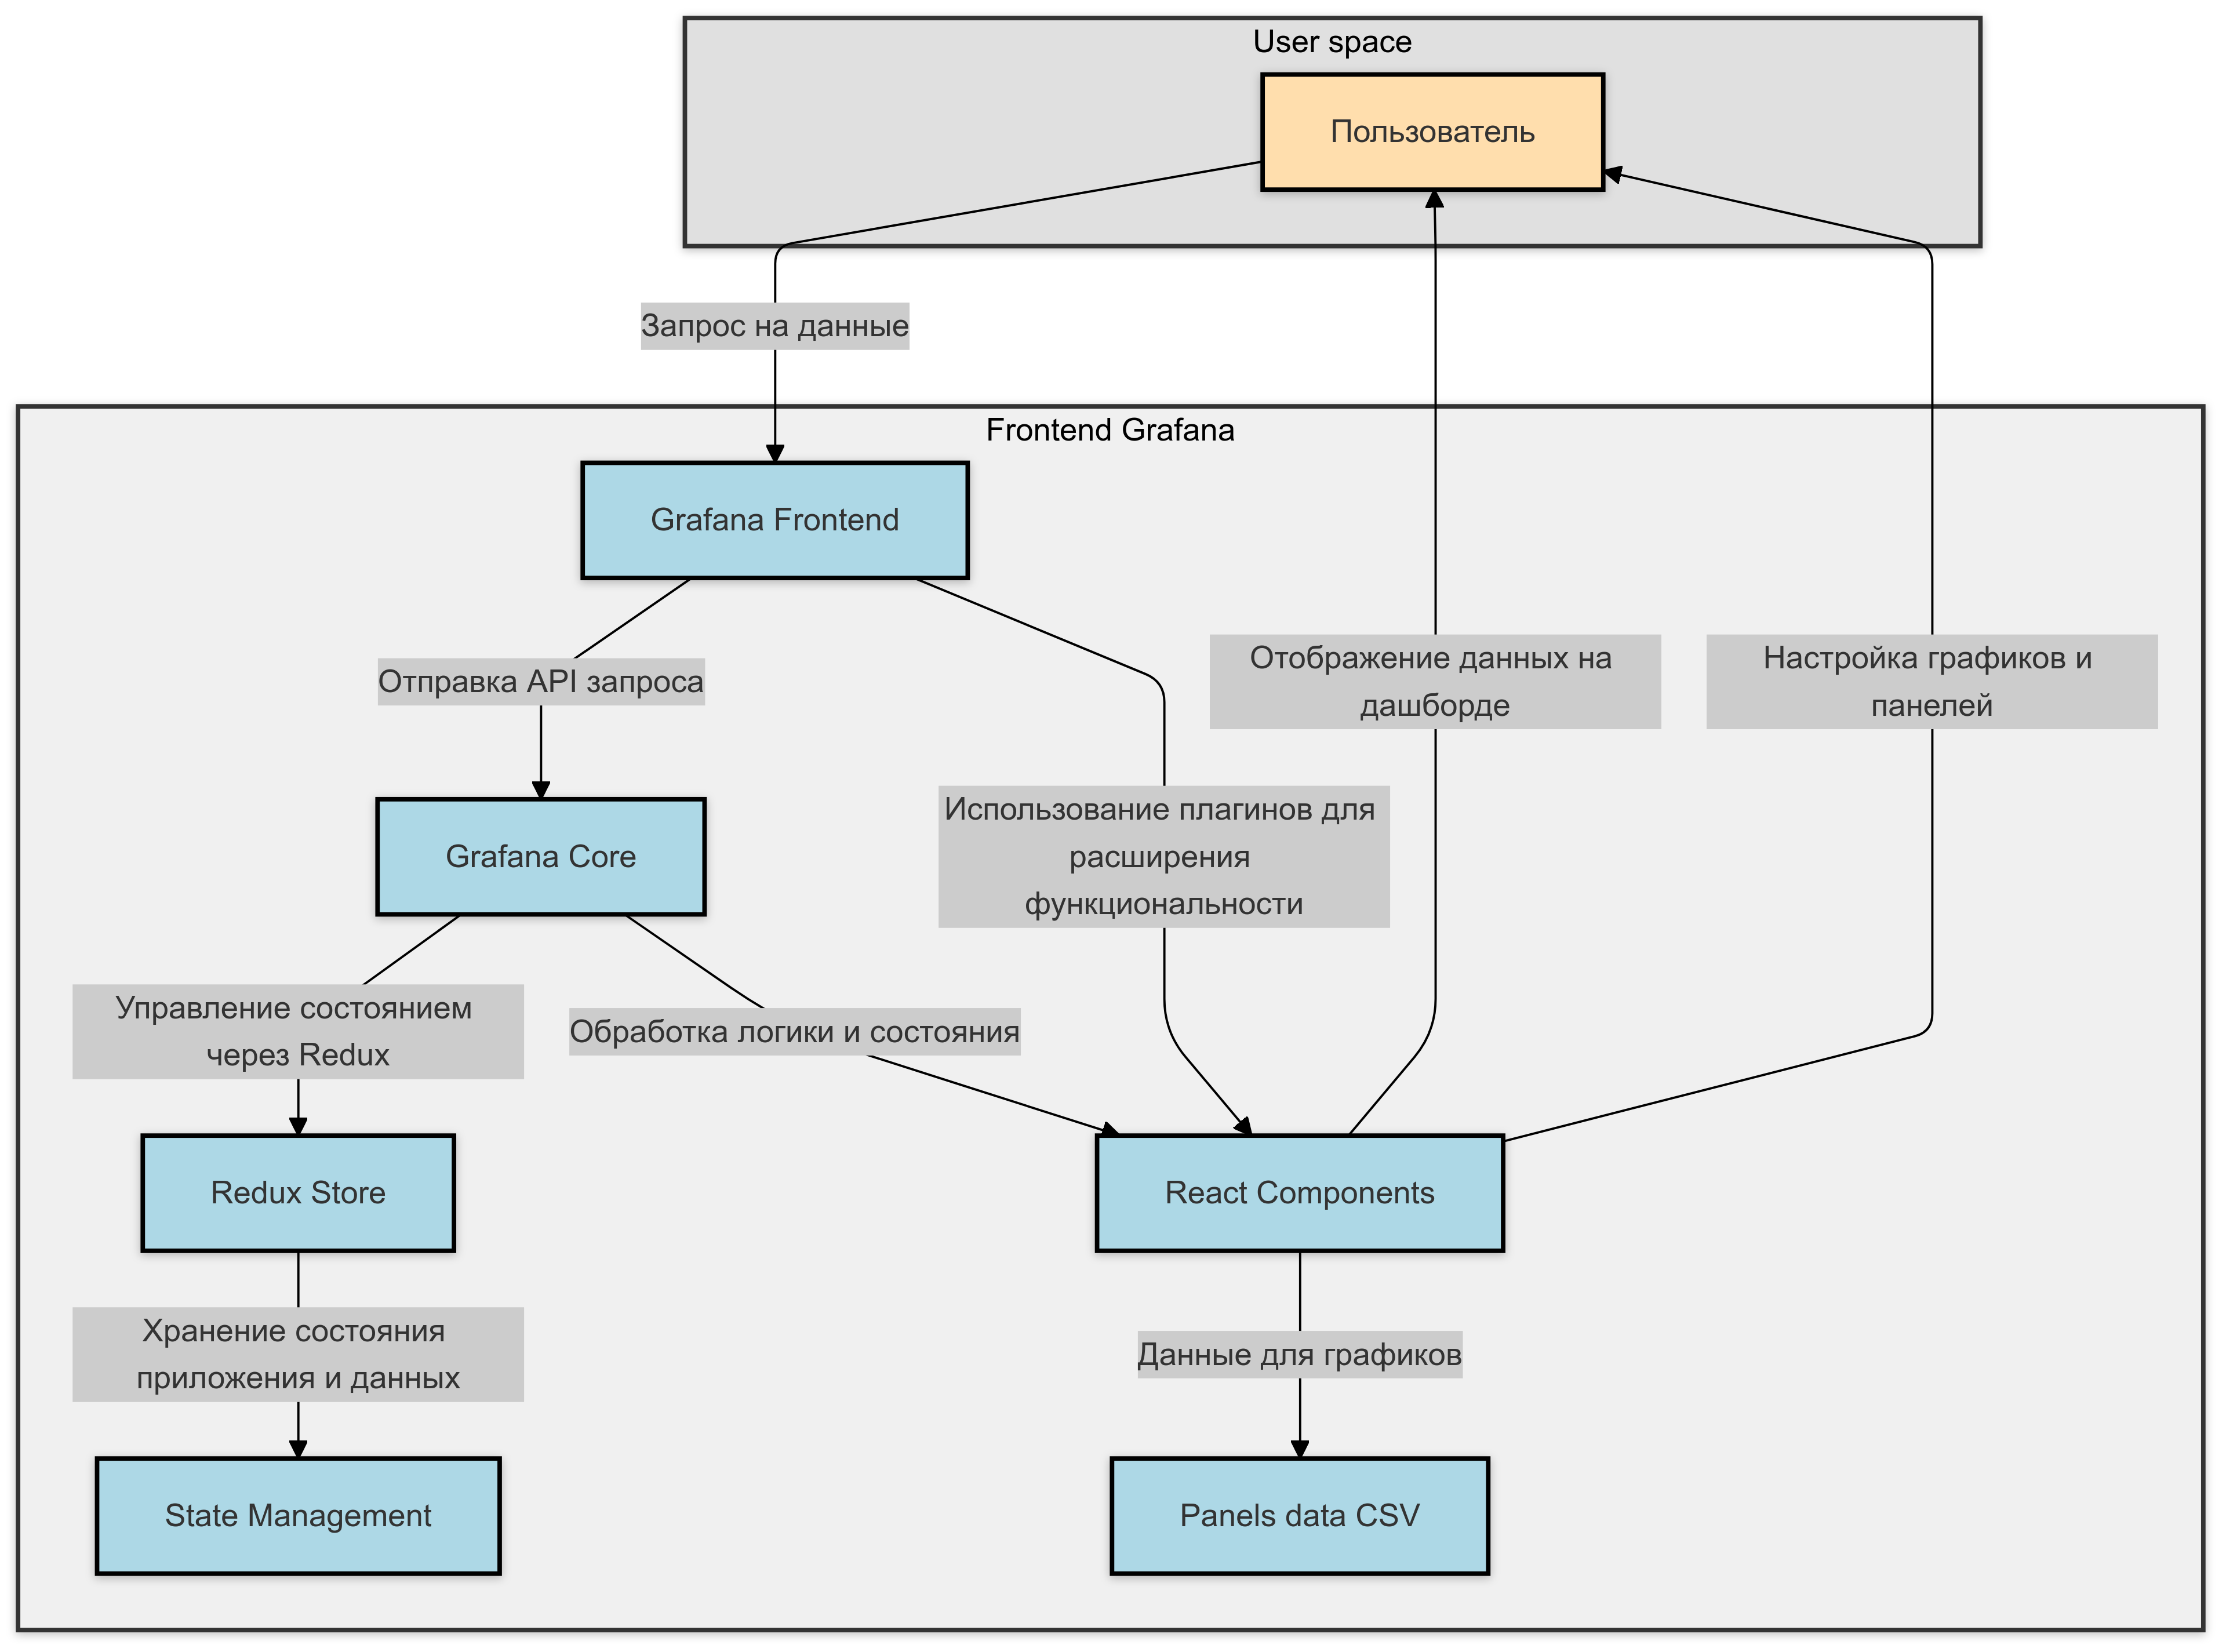 User space
Пользователь
Запрос на данные
Frontend Grafana
Grafana Frontend
Отправка API запроса
Отображение данных на
дашборде
Настройка графиков и
панелей
Grafana Core
Использование плагинов для
расширения
функциональности
Управление состоянием
через Redux
Обработка логики и состояния
Redux Store
React Components
Хранение состояния
приложения и данных
Данные для графиков
State Management
Panels data CSV